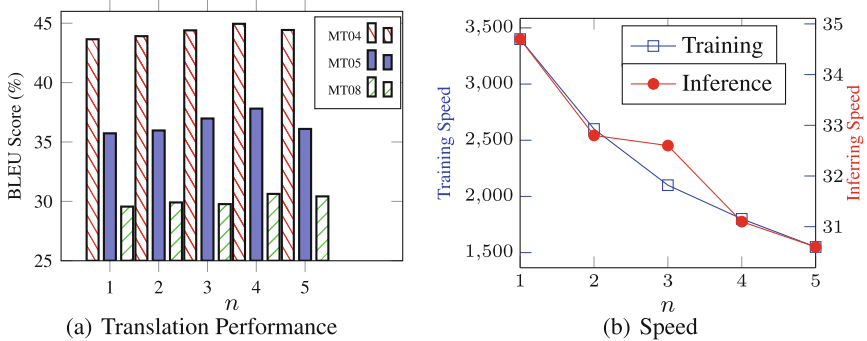 BLEU Score (%)
45
40
35
30
25
MT04
MT05
MT08
1 2 3 4 5
n
(a) Translation Performance
Training Speed
3,500
3,000
2,500
2,000
1,500
Training
Inference
35
34
33
32
31
Inferring Speed
1 2 3 4 5
n
(b) Speed